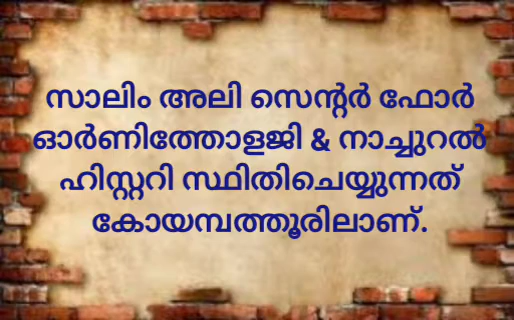 സാലിം അലി സെന്റർ ഫോർ
ഓർണിത്തോളജി & നാച്ചുറൽ
ഹിസ്റ്ററി സ്ഥിതിചെയ്യുന്നത്
കോയമ്പത്തൂരിലാണ്.